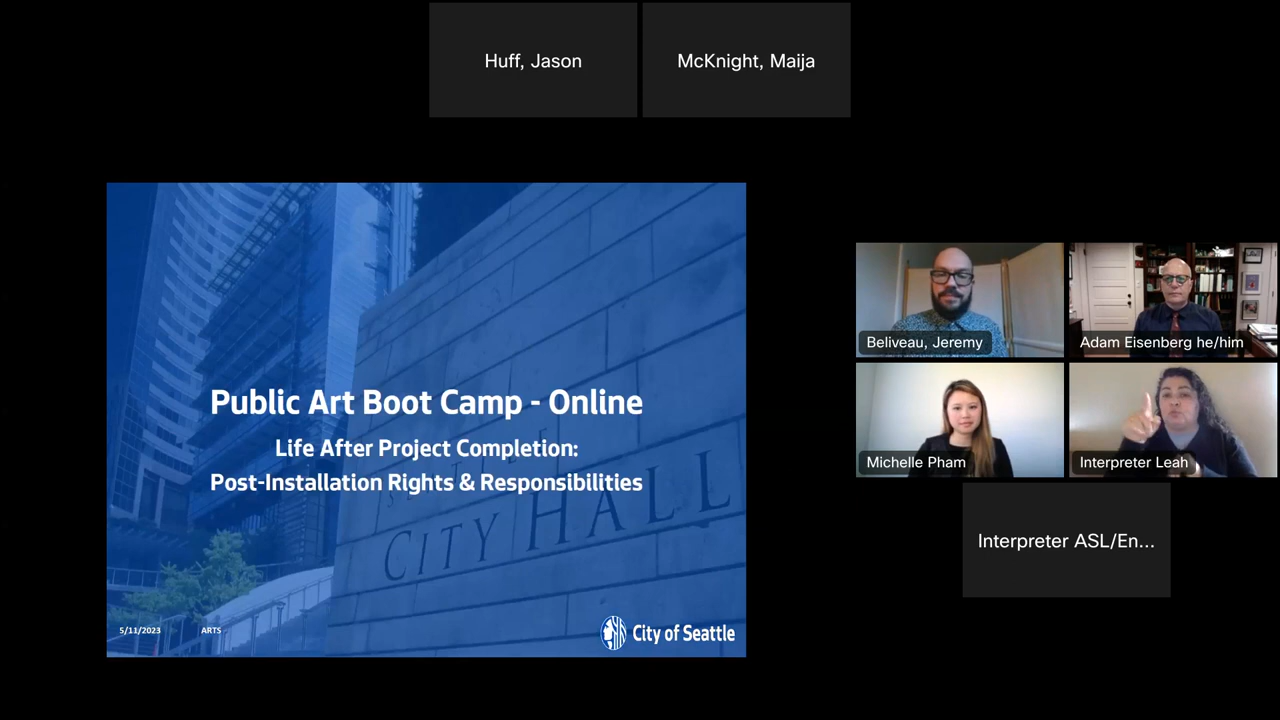 Huff, Jason
McKnight, Maija
Public Art Boot Camp - Online
Life After Project Completion:
Post-Installation Rights & Responsibilities
CITY HALL
5/11/2023
ARTS
City of Seattle
Beliveau, Jeremy
Adam Eisenberg he/him
Michelle Pham
Interpreter Leah
Interpreter ASL/En...